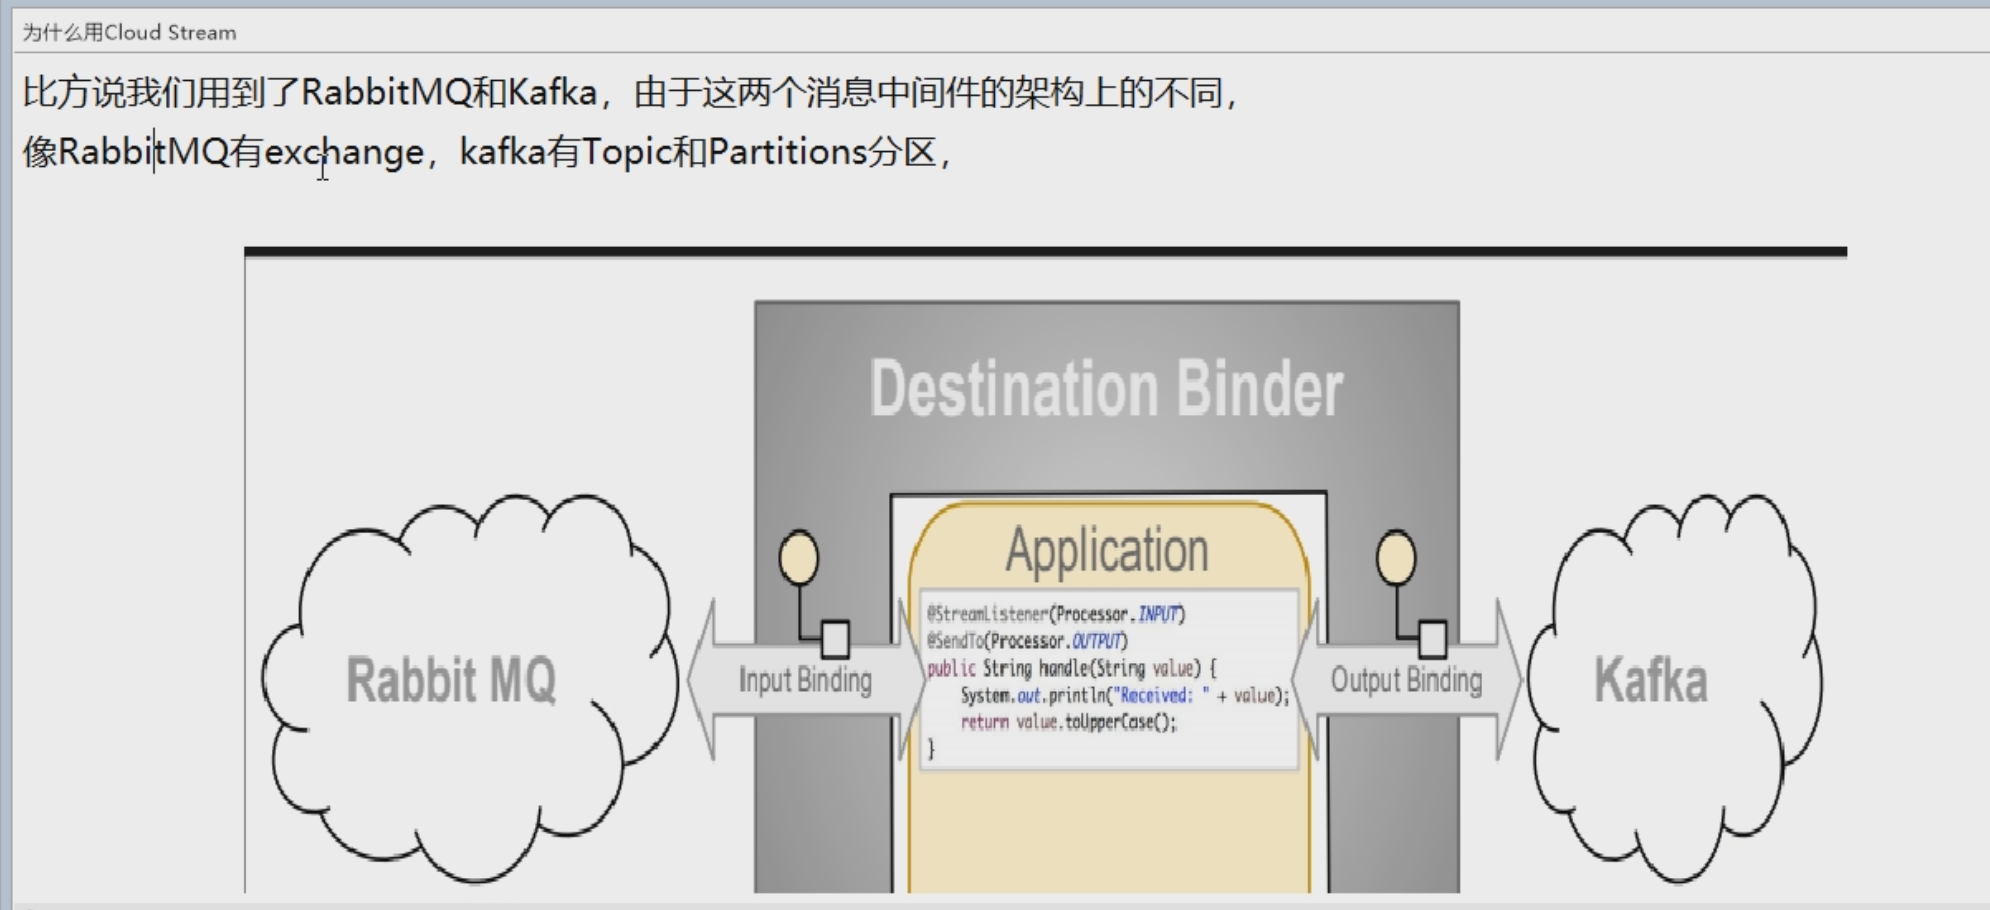 为什么用Cloud Stream
比方说我们用到了RabbitMQ和Kafka，由于这两个消息中间件的架构上的不同，
像RabbitMQ有exchange，kafka有Topic和Partitions分区，
Destination Binder
Application
@StreamListener(Processor.INPUT)
@SendTo(Processor.OUTPUT)
public String handle(String value) {
System.out.println("Received: " + value);
return value.toUpperCase();
}
Rabbit MQ
Input Binding
Output Binding
Kafka